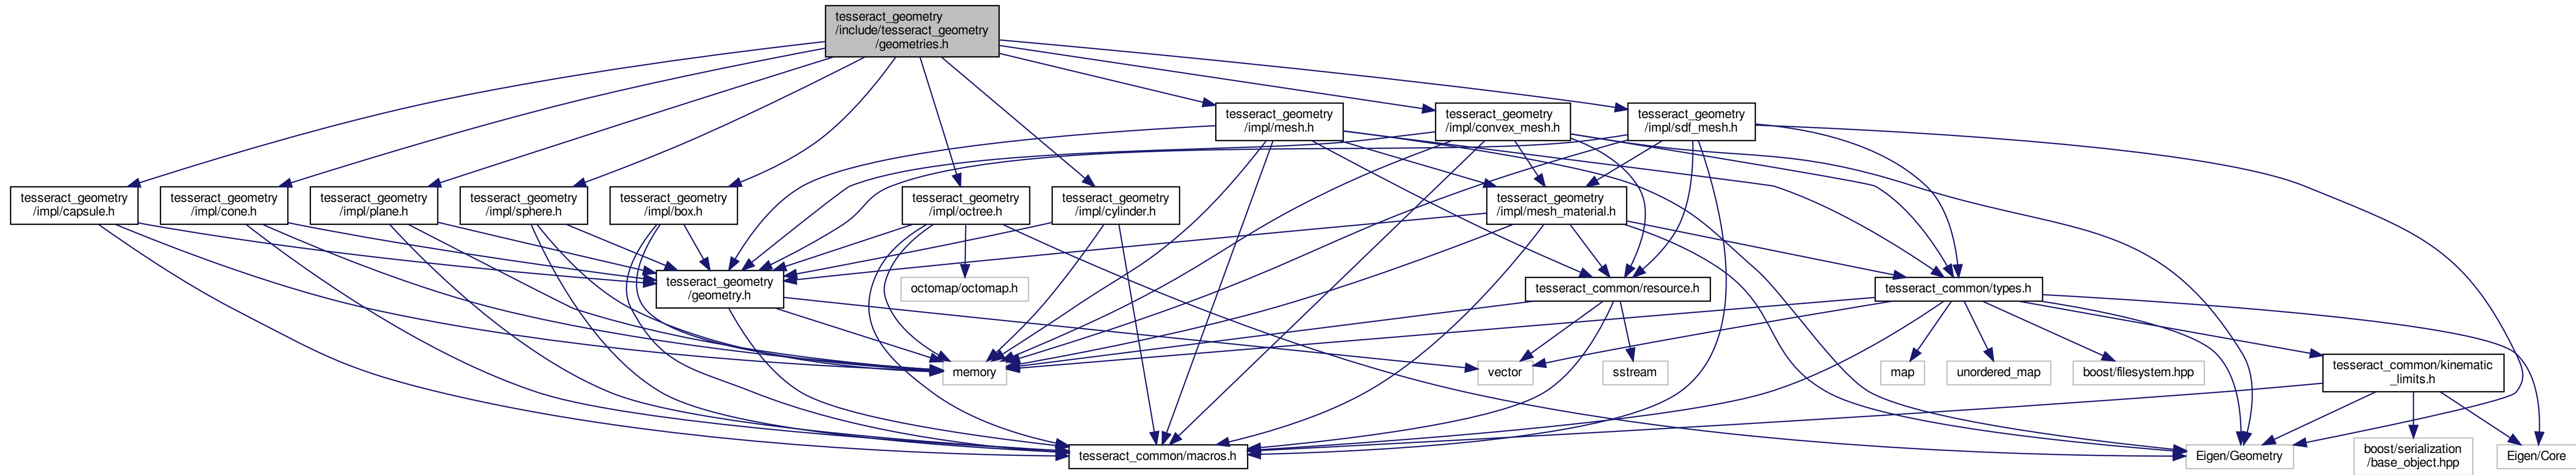 tesseract_geometry
/include/tesseract_geometry
/geometries.h
tesseract_geometry
/impl/mesh.h
tesseract_geometry
/impl/convex_mesh.h
tesseract_geometry
/impl/sdf_mesh.h
tesseract_geometry
/impl/capsule.h
tesseract_geometry
/impl/cone.h
tesseract_geometry
/impl/plane.h
tesseract_geometry
/impl/sphere.h
tesseract_geometry
/impl/box.h
tesseract_geometry
/impl/octree.h
tesseract_geometry
/impl/cylinder.h
tesseract_geometry
/impl/mesh_material.h
tesseract_geometry
/geometry.h
octomap/octomap.h
tesseract_common/resource.h
tesseract_common/types.h
memory
vector
sstream
map
unordered_map
boost/filesystem.hpp
tesseract_common/kinematic
_limits.h
tesseract_common/macros.h
Eigen/Geometry
boost/serialization
/base_object.hpp
Eigen/Core